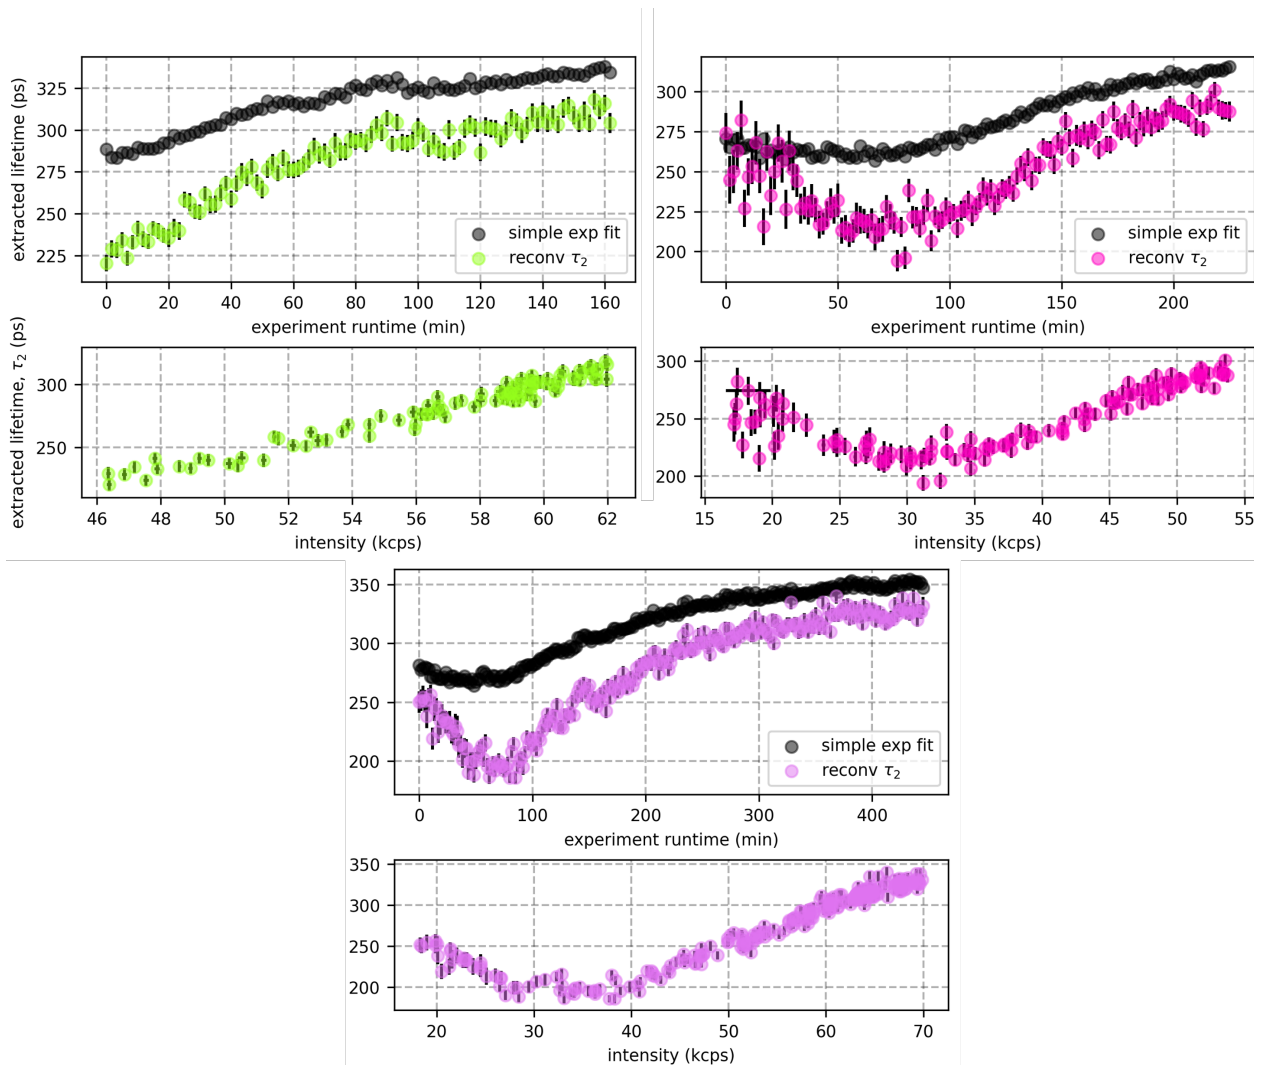 extracted lifetime (ps)
325
300
275
250
225
simple exp fit
reconv τ₂
0 20 40 60 80 100 120 140 160
experiment runtime (min)
300
275
250
225
200
simple exp fit
reconv τ₂
0 50 100 150 200
experiment runtime (min)
extracted lifetime, τ₂ (ps)
300
250
46 48 50 52 54 56 58 60 62
intensity (kcps)
300
250
200
15 20 25 30 35 40 45 50 55
intensity (kcps)
350
300
250
200
simple exp fit
reconv τ₂
0 100 200 300 400
experiment runtime (min)
350
300
250
200
20 30 40 50 60 70
intensity (kcps)